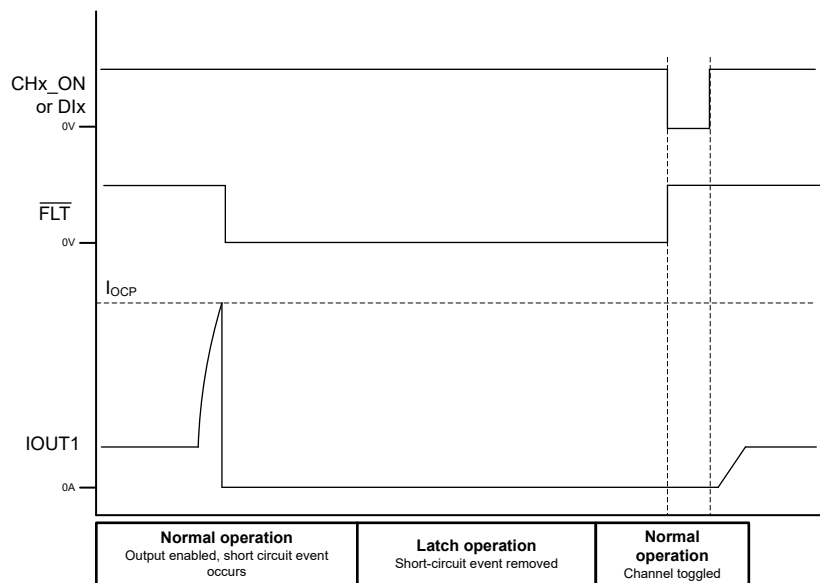 CHx_ON
or DIx
0V
FLT
0V
IOCP
IOUT1
0A
Normal operation
Output enabled, short circuit event
occurs
Latch operation
Short-circuit event removed
Normal
operation
Channel toggled